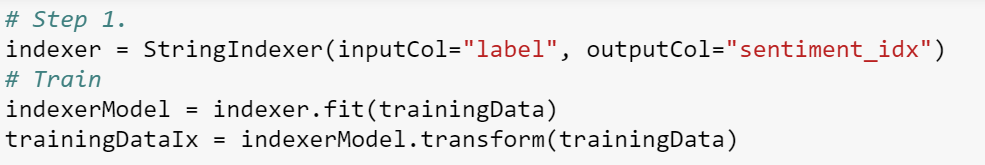 # Step 1.
indexer = StringIndexer(inputCol="label", outputCol="sentiment_idx")
# Train
indexerModel = indexer.fit(trainingData)
trainingDataIx = indexerModel.transform(trainingData)